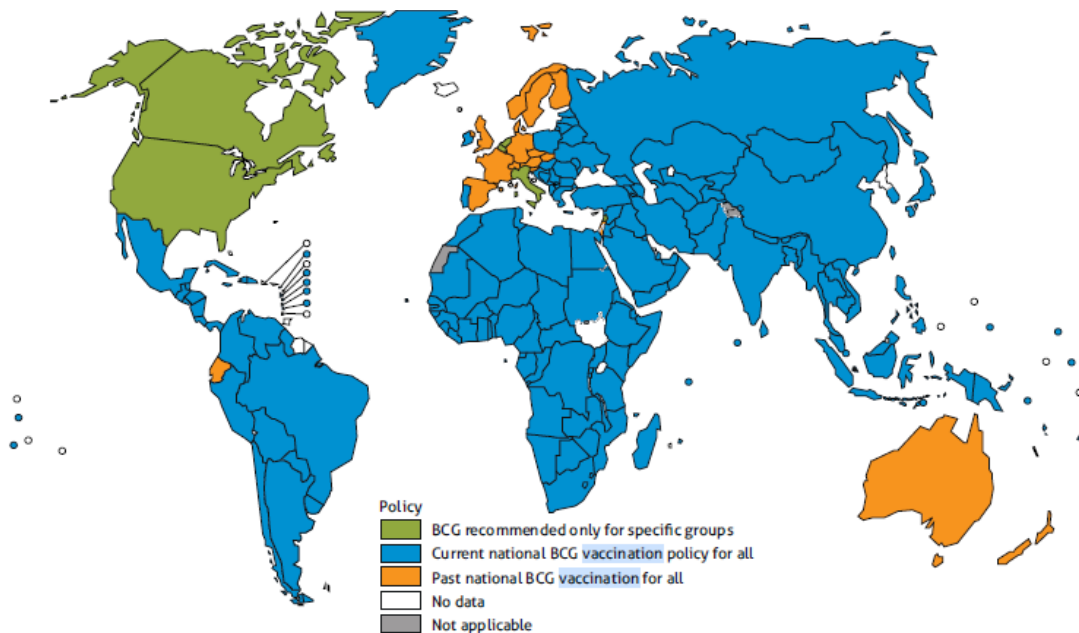 Policy
BCG recommended only for specific groups
Current national BCG vaccination policy for all
Past national BCG vaccination for all
No data
Not applicable